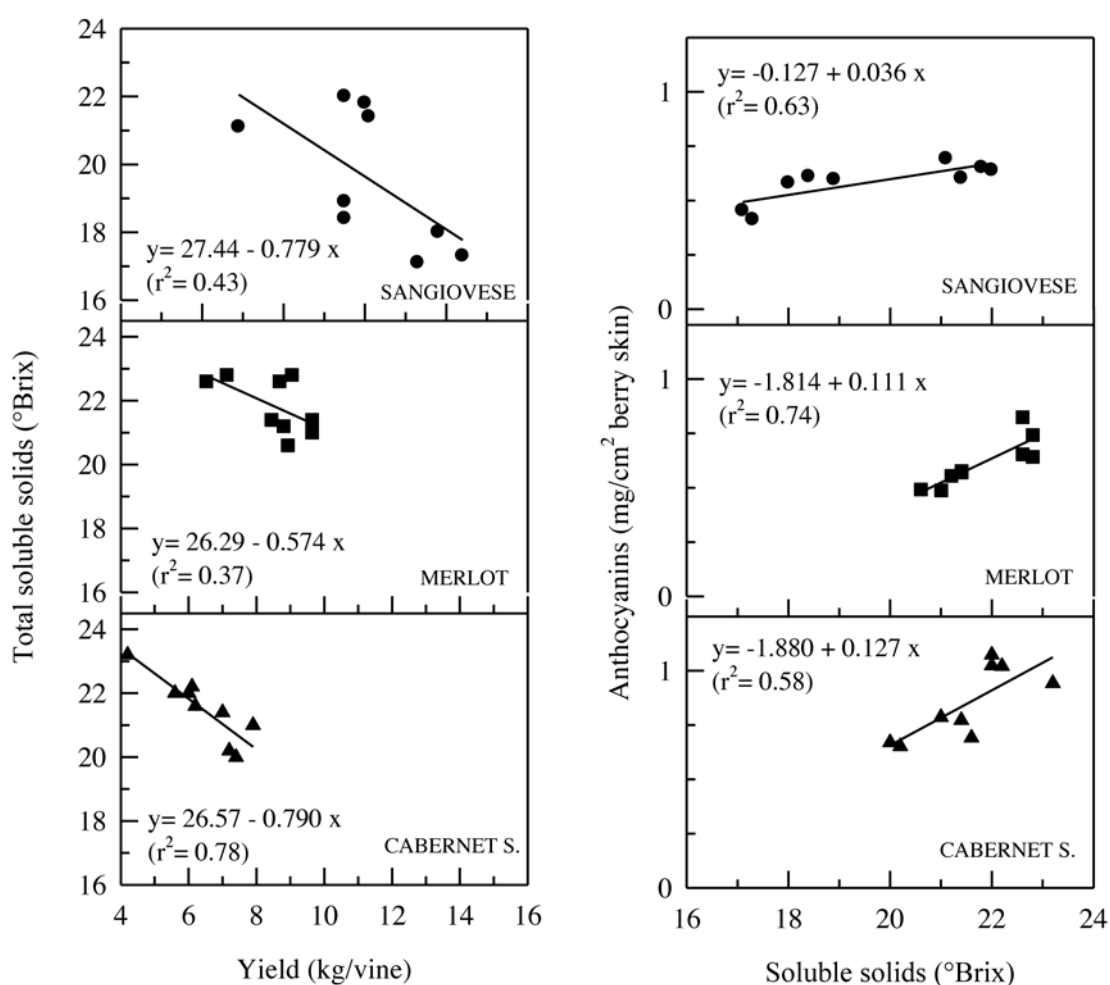 Total soluble solids (°Brix)
24
22
20
18
16
y= 27.44 - 0.779 x
(r²= 0.43)
SANGIOVESE
24
22
20
18
16
y= 26.29 - 0.574 x
(r²= 0.37)
MERLOT
24
22
20
18
16
y= 26.57 - 0.790 x
(r²= 0.78)
CABERNET S.
4 6 8 10 12 14 16
Yield (kg/vine)
Anthocyanins (mg/cm² berry skin)
1
0
y= -0.127 + 0.036 x
(r²= 0.63)
SANGIOVESE
1
0
y= -1.814 + 0.111 x
(r²= 0.74)
MERLOT
1
0
y= -1.880 + 0.127 x
(r²= 0.58)
CABERNET S.
16 18 20 22 24
Soluble solids (°Brix)